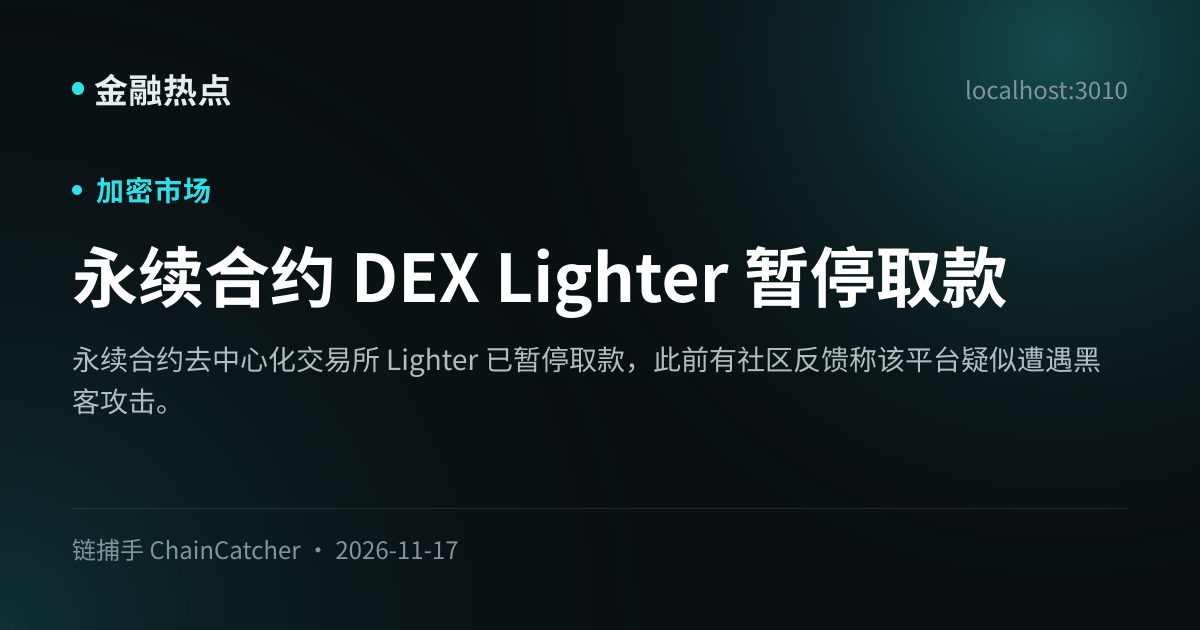 金融热点
localhost:3010
加密市场
永续合约 DEX Lighter 暂停取款
永续合约去中心化交易所 Lighter 已暂停取款，此前有社区反馈称该平台疑似遭遇黑
客攻击。
链捕手 ChainCatcher · 2026-11-17